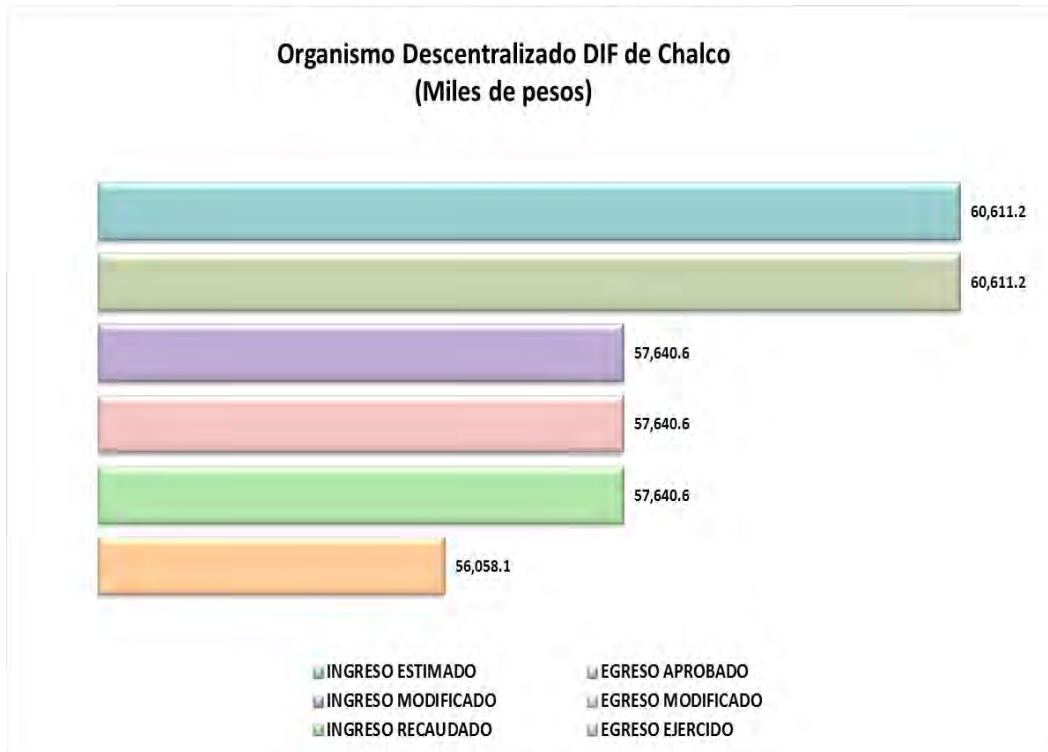 Organismo Descentralizado DIF de Chalco
(Miles de pesos)
60,611.2
60,611.2
57,640.6
57,640.6
57,640.6
56,058.1
INGRESO ESTIMADO EGRESO APROBADO
INGRESO MODIFICADO EGRESO MODIFICADO
INGRESO RECAUDADO EGRESO EJERCIDO